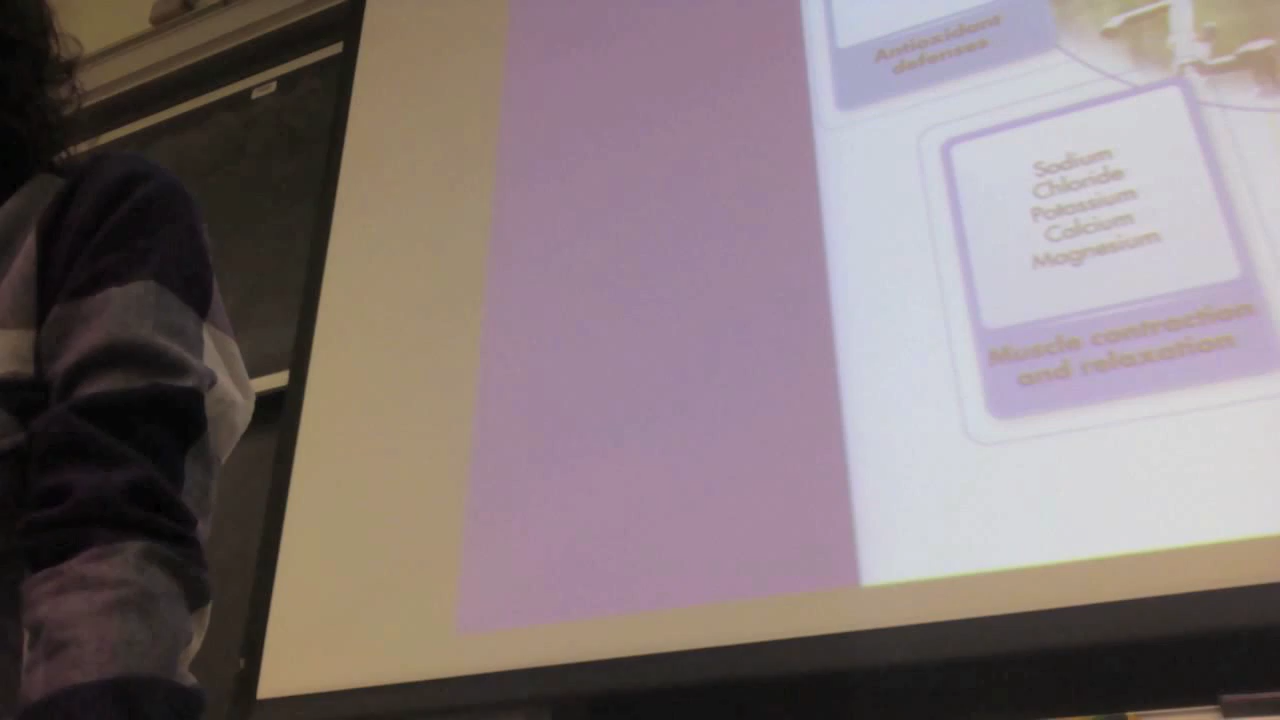 Antioxidant
defenses
Sodium
Chloride
Potassium
Calcium
Magnesium
Muscle contraction
and relaxation